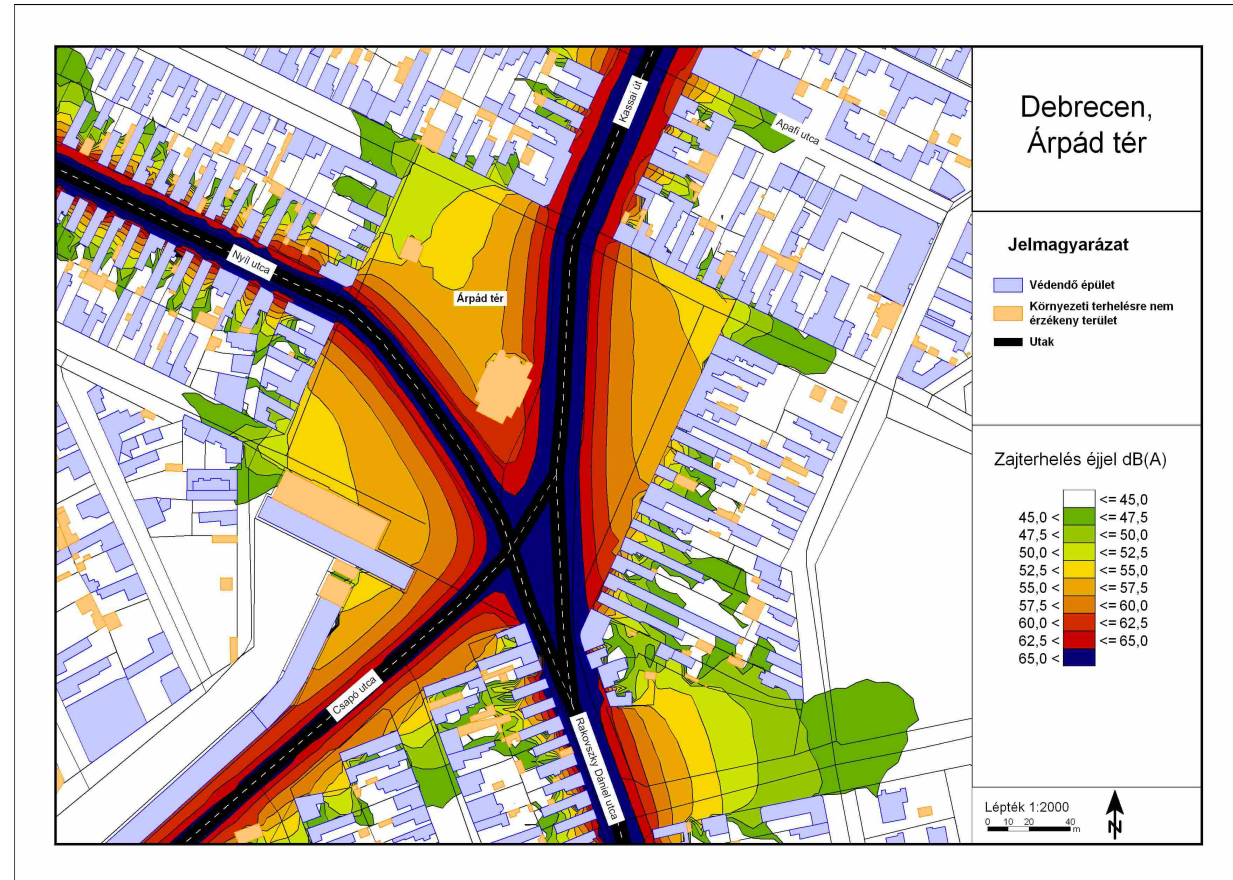 Debrecen,
Árpád tér
Jelmagyarázat
Védendő épület
Környezeti terhelésre nem
érzékeny terület
Utak
Zajterhelés éjjel dB(A)
<= 45,0
45,0 < <= 47,5
47,5 < <= 50,0
50,0 < <= 52,5
52,5 < <= 55,0
55,0 < <= 57,5
57,5 < <= 60,0
60,0 < <= 62,5
62,5 < <= 65,0
65,0 <
Lépték 1:2000
0 10 20 40
m
N
Kassai út
Apafi utca
Nyíl utca
Árpád tér
Csapó utca
Rakovszky Dániel utca